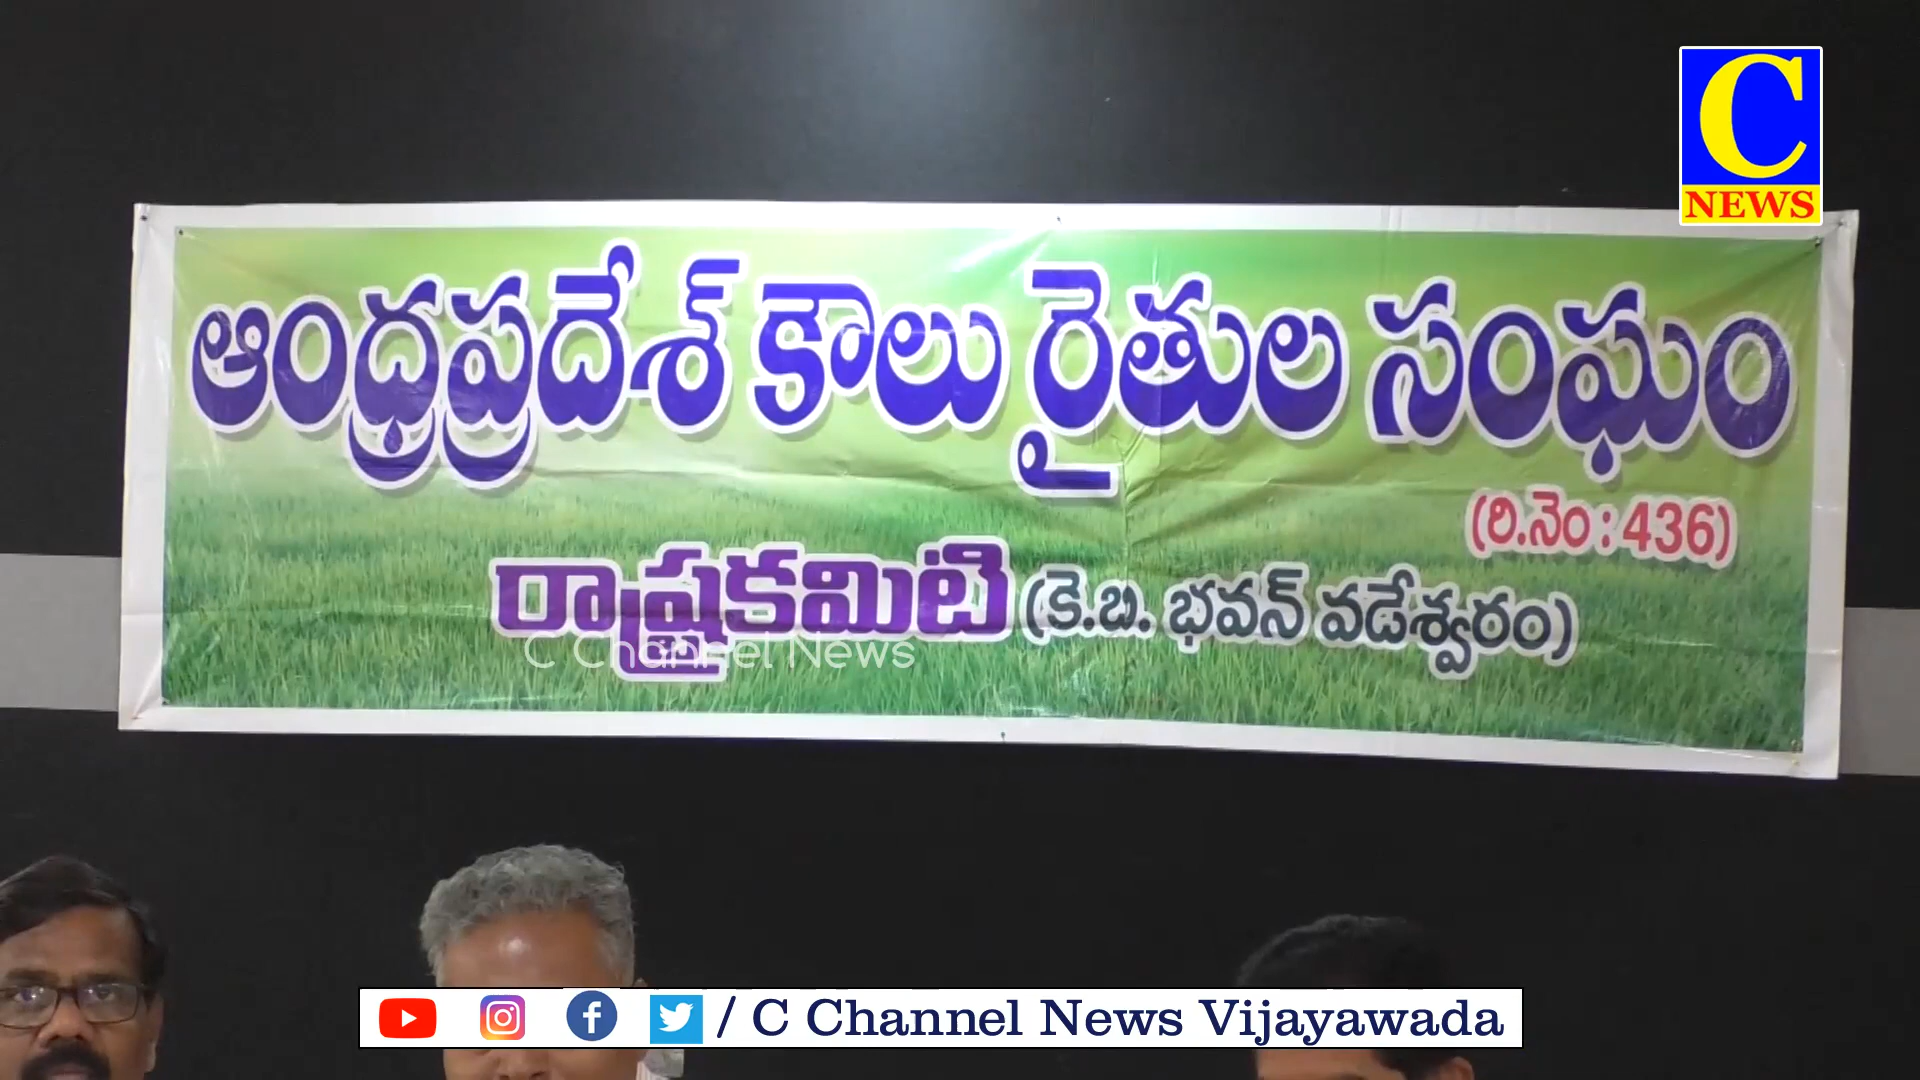 C
NEWS
ఆంధ్రప్రదేశ్ కౌలు రైతుల సంఘం
(రి.నెం : 436)
రాష్ట్రకమిటి (కె.బి. భవన్ వడేశ్వరం)
C Channel News
/ C Channel News Vijayawada